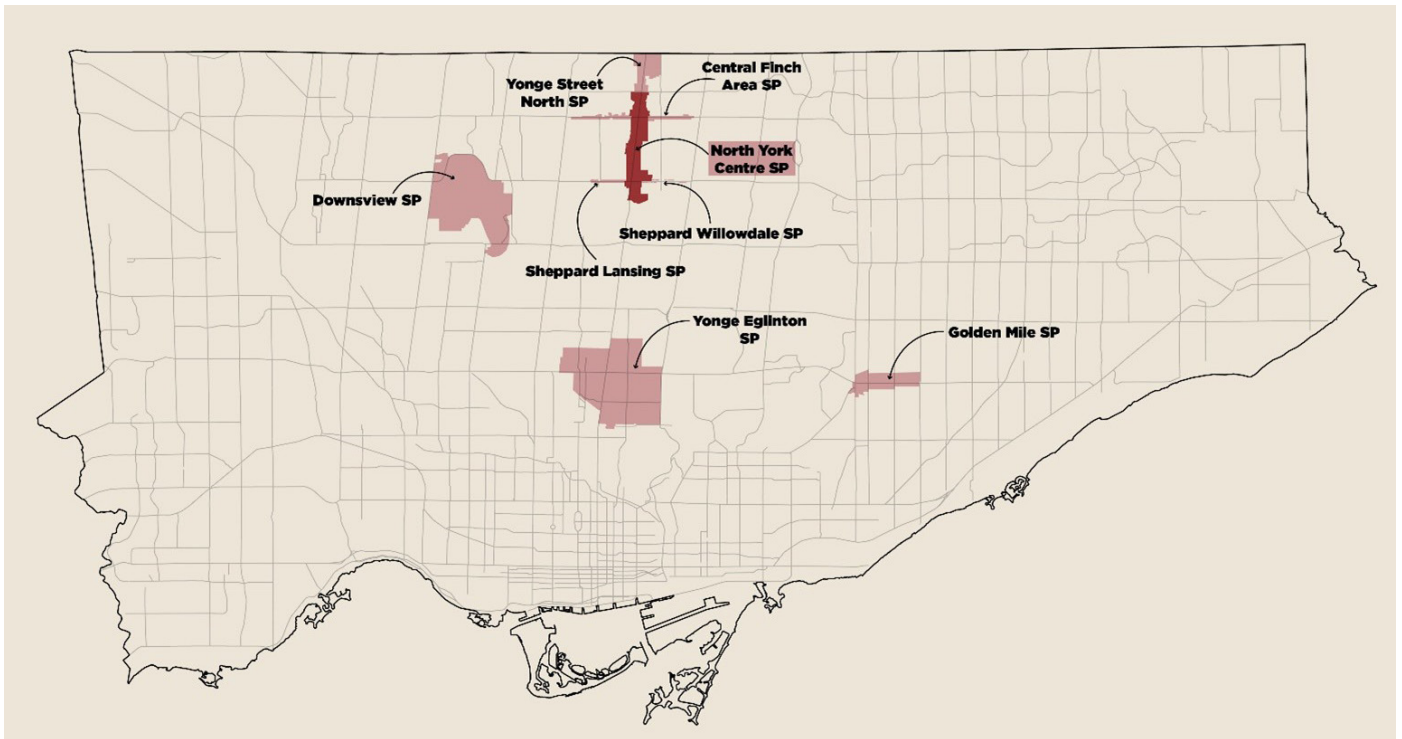 Yonge Street
North SP
Central Finch
Area SP
North York
Centre SP
Downsview SP
Sheppard Willowdale SP
Sheppard Lansing SP
Yonge Eglinton
SP
Golden Mile SP